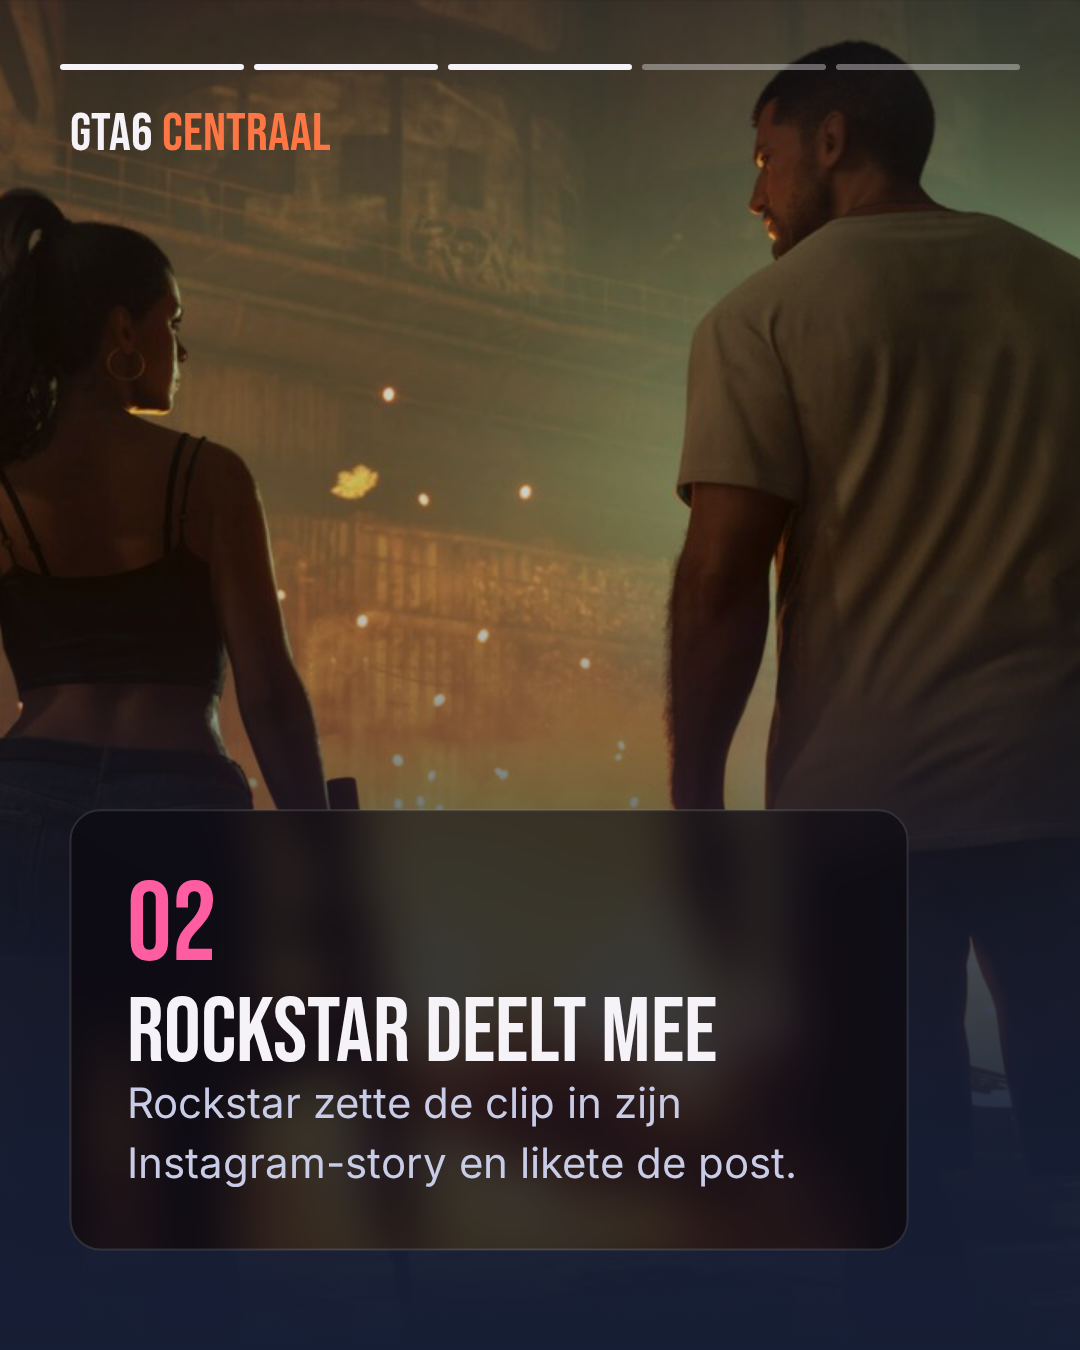 GTA6 CENTRAAL
02
ROCKSTAR DEELT MEE
Rockstar zette de clip in zijn
Instagram-story en likete de post.